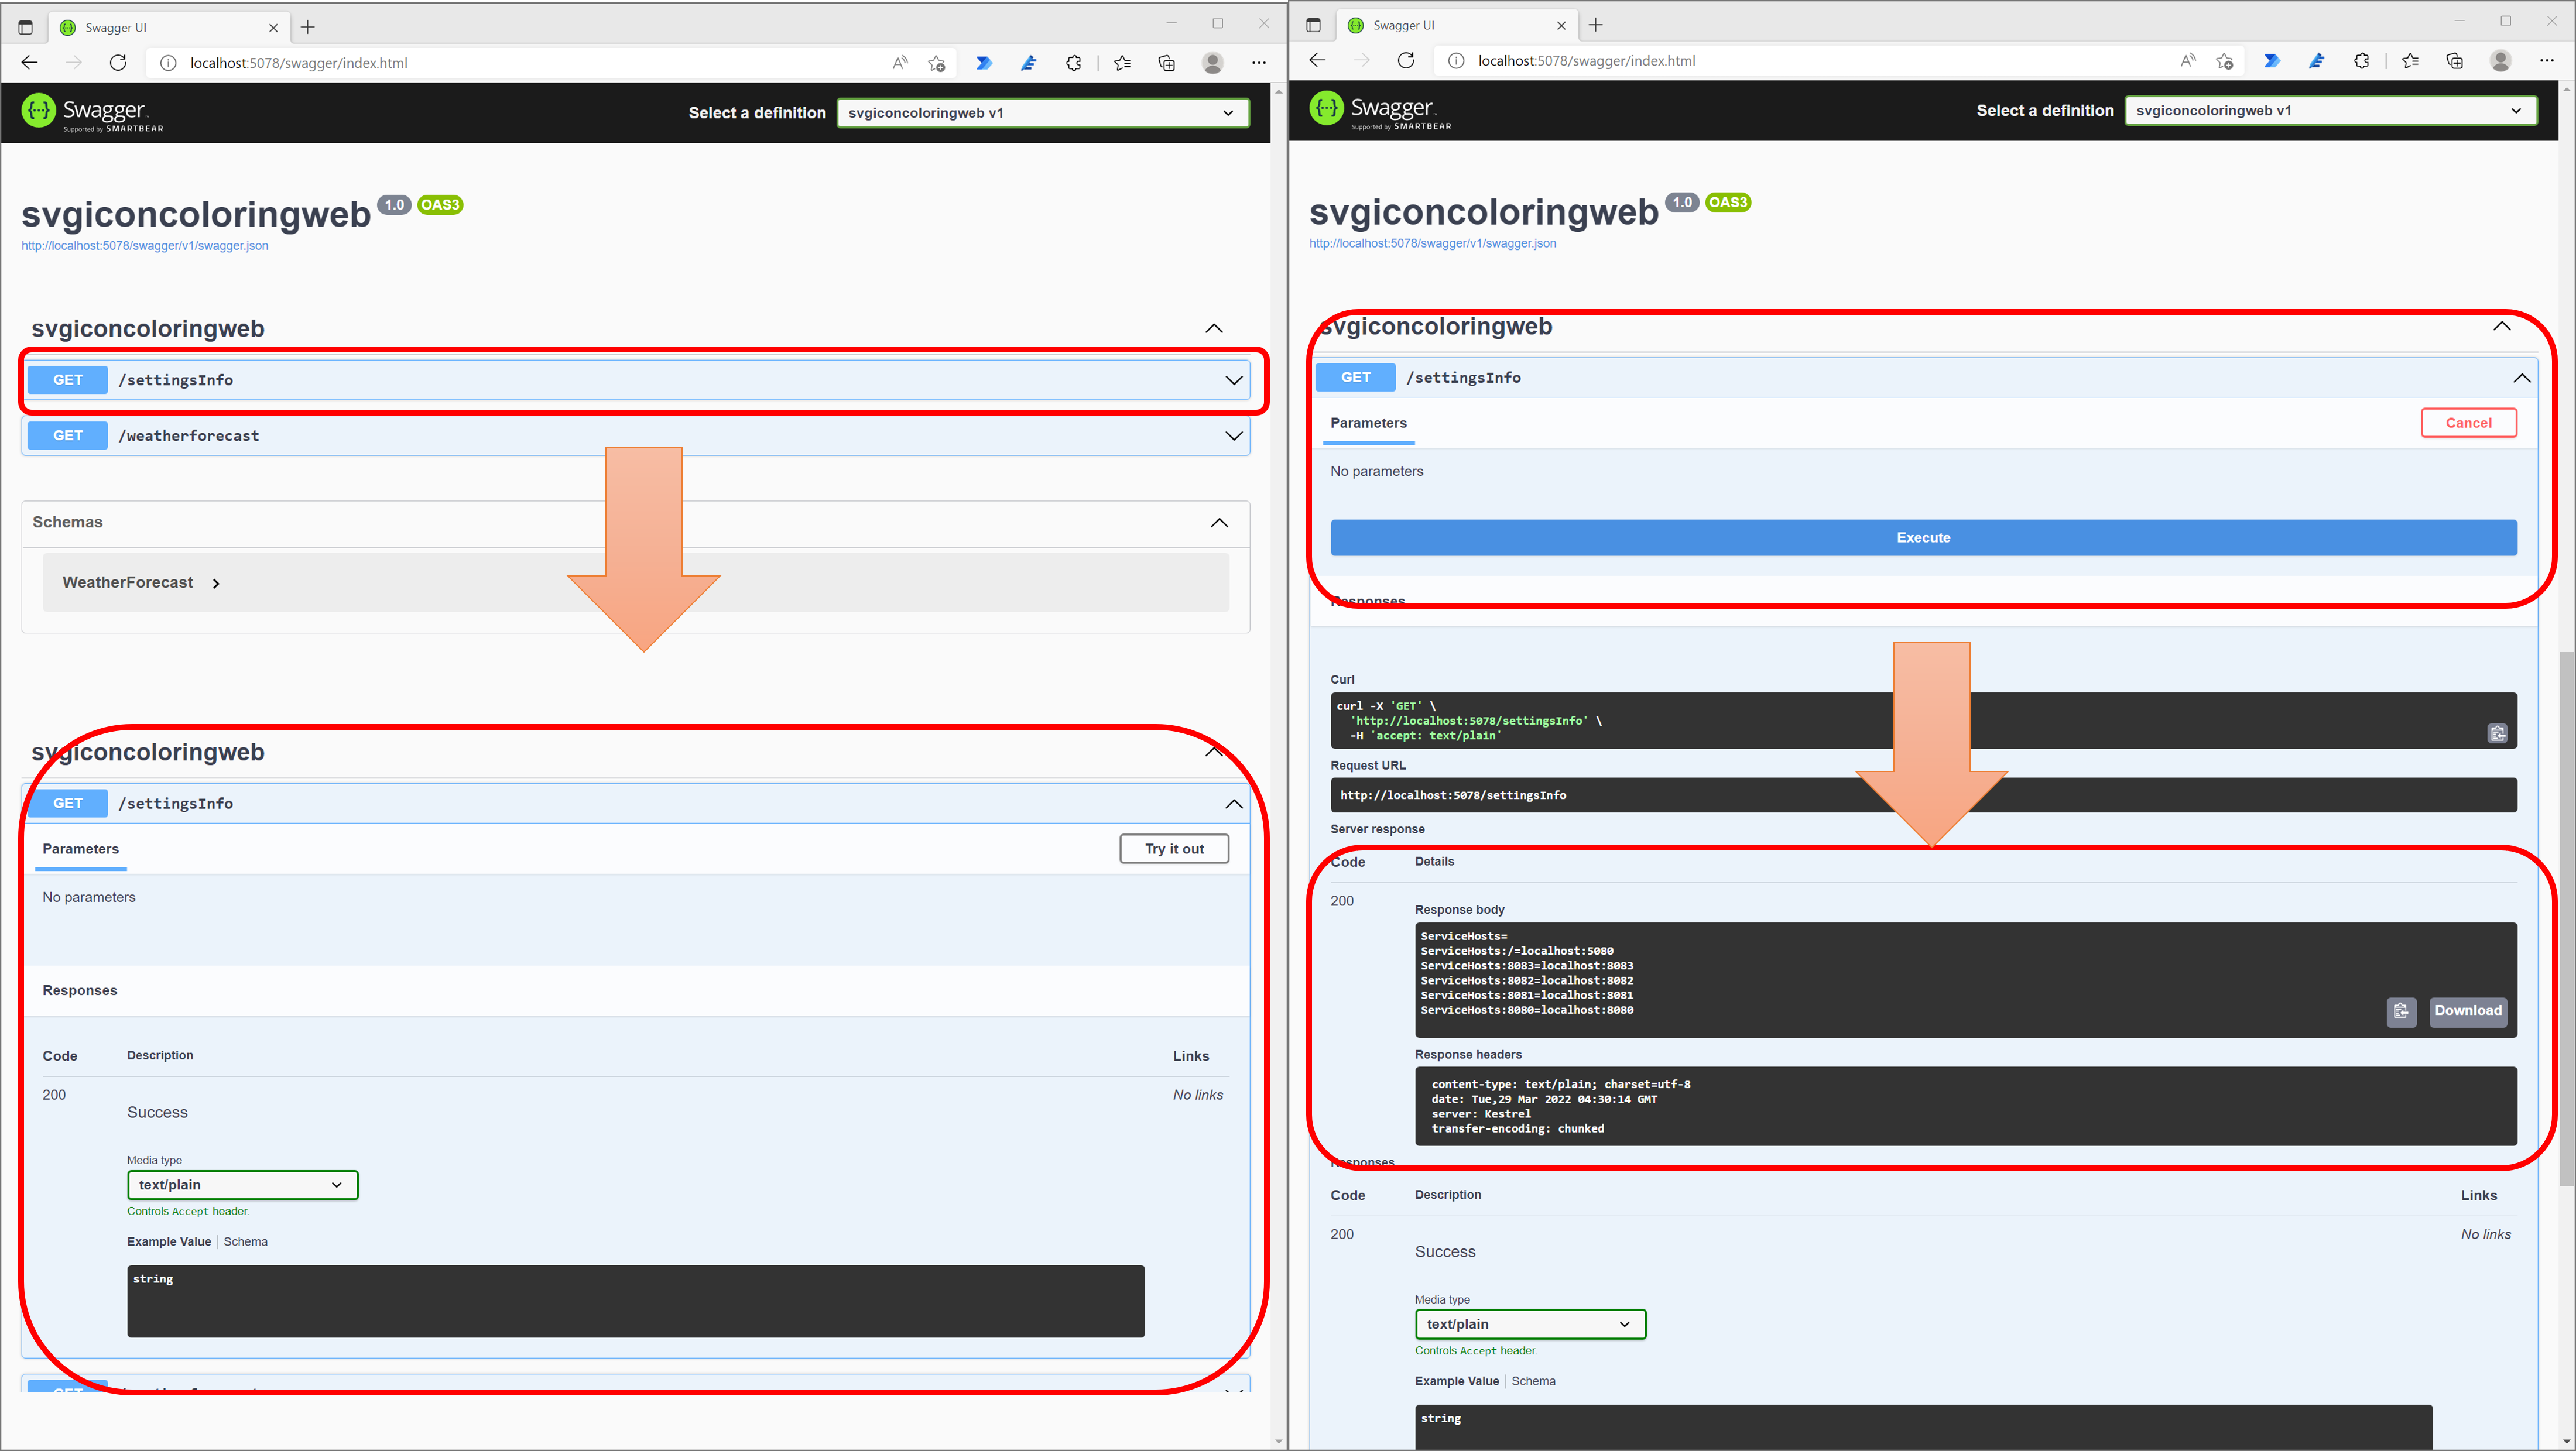 Swagger UI
localhost:5078/swagger/index.html
Swagger
Supported by SMARTBEAR
Select a definition
svgiconcoloringweb v1
svgiconcoloringweb 1.0 OAS3
http://localhost:5078/swagger/v1/swagger.json
svgiconcoloringweb
GET /settingsInfo
GET /weatherforecast
Schemas
WeatherForecast
svgiconcoloringweb
GET /settingsInfo
Parameters
Try it out
No parameters
Responses
Code Description Links
200
Success
No links
Media type
text/plain
Controls Accept header.
Example Value | Schema
string
GET
Swagger UI
localhost:5078/swagger/index.html
Swagger
Supported by SMARTBEAR
Select a definition
svgiconcoloringweb v1
svgiconcoloringweb 1.0 OAS3
http://localhost:5078/swagger/v1/swagger.json
svgiconcoloringweb
GET /settingsInfo
Parameters
Cancel
No parameters
Execute
Responses
Curl
curl -X 'GET' \
'http://localhost:5078/settingsInfo' \
-H 'accept: text/plain'
Request URL
http://localhost:5078/settingsInfo
Server response
Code Details
200
Response body
ServiceHosts=
ServiceHosts:/=localhost:5080
ServiceHosts:8083=localhost:8083
ServiceHosts:8082=localhost:8082
ServiceHosts:8081=localhost:8081
ServiceHosts:8080=localhost:8080
Download
Response headers
content-type: text/plain; charset=utf-8
date: Tue,29 Mar 2022 04:30:14 GMT
server: Kestrel
transfer-encoding: chunked
Responses
Code Description Links
200
Success
No links
Media type
text/plain
Controls Accept header.
Example Value | Schema
string